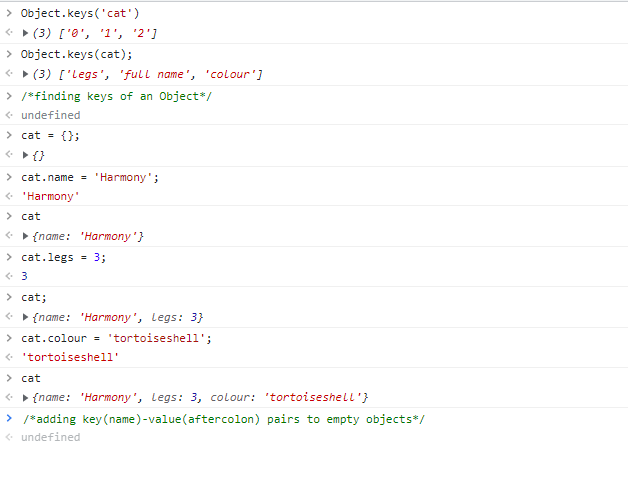 Object.keys('cat')
(3) ['0', '1', '2']
Object.keys(cat);
(3) ['legs', 'full name', 'colour']
/*finding keys of an Object*/
undefined
cat = {};
{}
cat.name = 'Harmony';
'Harmony'
cat
{name: 'Harmony'}
cat.legs = 3;
3
cat;
{name: 'Harmony', legs: 3}
cat.colour = 'tortoiseshell';
'tortoiseshell'
cat
{name: 'Harmony', legs: 3, colour: 'tortoiseshell'}
/*adding key(name)-value(aftercolon) pairs to empty objects*/
undefined